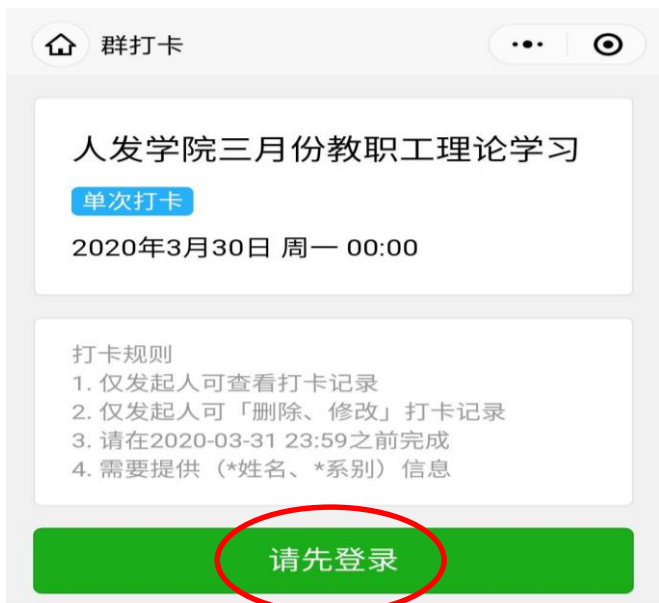 群打卡
人发学院三月份教职工理论学习
单次打卡
2020年3月30日 周一 00:00
打卡规则
1. 仅发起人可查看打卡记录
2. 仅发起人可「删除、修改」打卡记录
3. 请在2020-03-31 23:59之前完成
4. 需要提供（*姓名、*系别）信息
请先登录